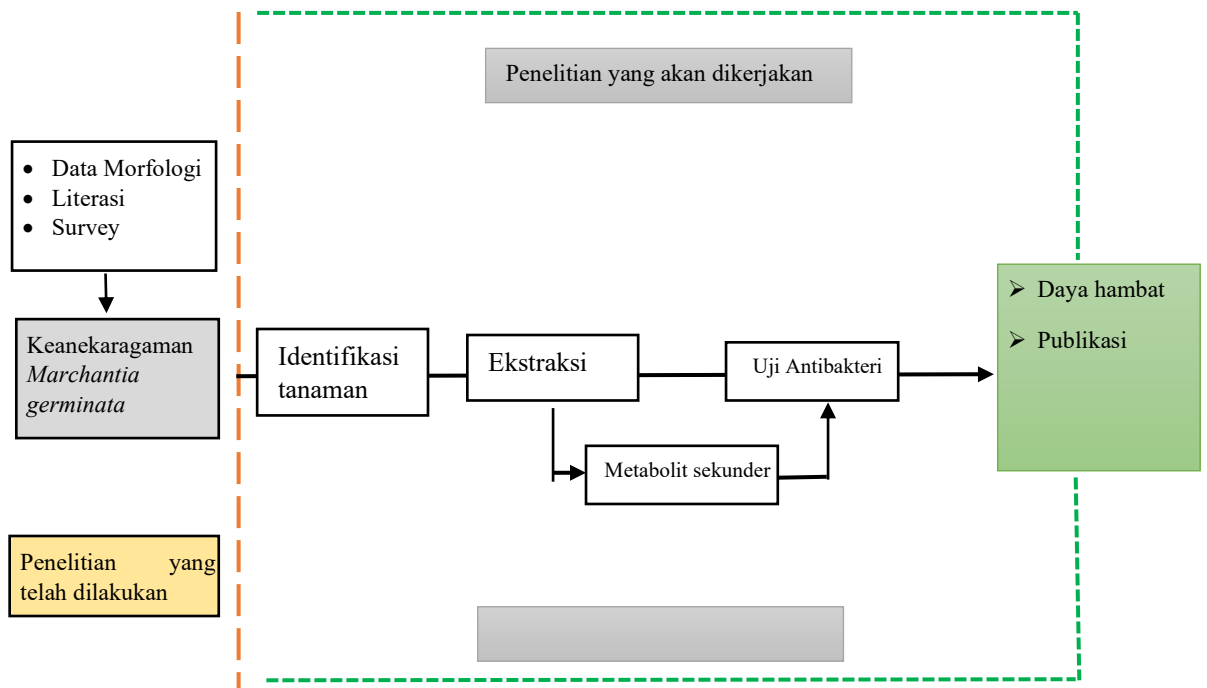 Penelitian yang akan dikerjakan
• Data Morfologi
• Literasi
• Survey
Keanekaragaman
Marchantia
germinata
Identifikasi
tanaman
Ekstraksi
Uji Antibakteri
Metabolit sekunder
➢ Daya hambat
➢ Publikasi
Penelitian yang
telah dilakukan